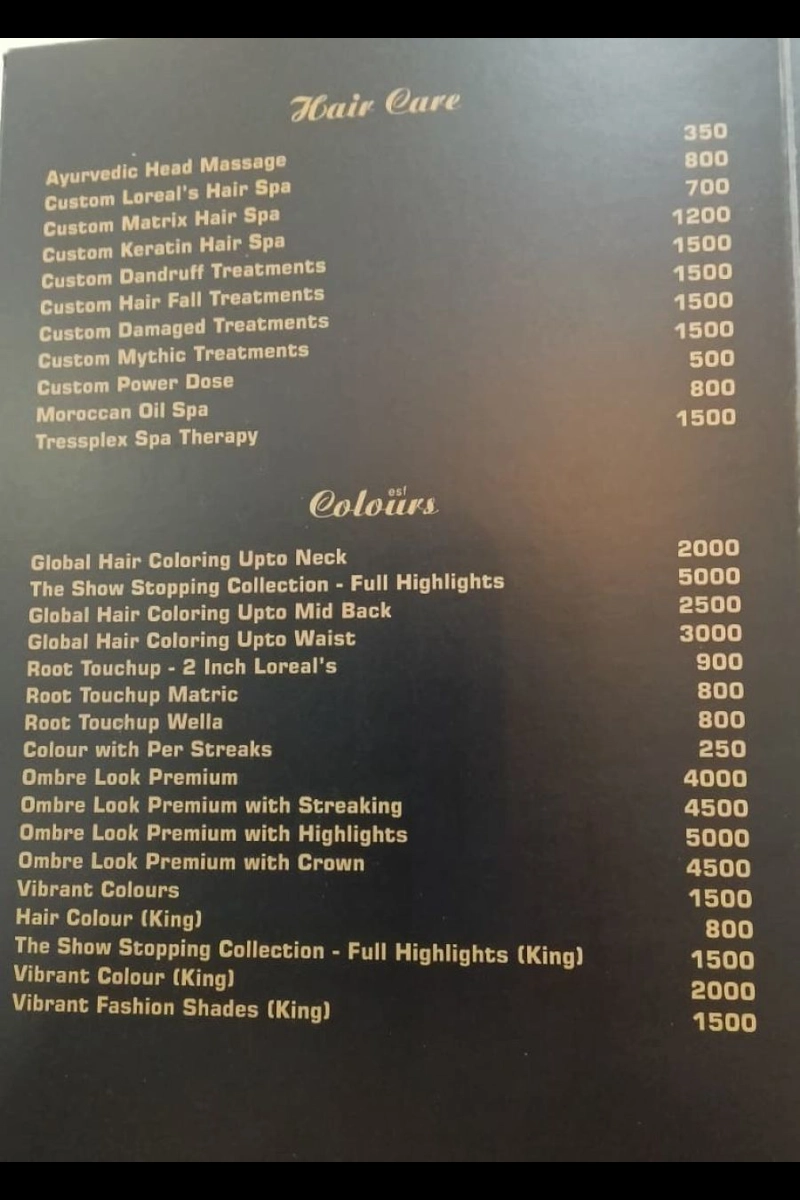 Hair Care
Ayurvedic Head Massage 350
Custom Loreal's Hair Spa 800
Custom Matrix Hair Spa 700
Custom Keratin Hair Spa 1200
Custom Dandruff Treatments 1500
Custom Hair Fall Treatments 1500
Custom Damaged Treatments 1500
Custom Mythic Treatments 1500
Custom Power Dose 500
Moroccan Oil Spa 800
Tressplex Spa Therapy 1500
est
Colours
Global Hair Coloring Upto Neck 2000
The Show Stopping Collection - Full Highlights 5000
Global Hair Coloring Upto Mid Back 2500
Global Hair Coloring Upto Waist 3000
Root Touchup - 2 Inch Loreal's 900
Root Touchup Matric 800
Root Touchup Wella 800
Colour with Per Streaks 250
Ombre Look Premium 4000
Ombre Look Premium with Streaking 4500
Ombre Look Premium with Highlights 5000
Ombre Look Premium with Crown 4500
Vibrant Colours 1500
Hair Colour (King) 800
The Show Stopping Collection - Full Highlights (King) 1500
Vibrant Colour (King) 2000
Vibrant Fashion Shades (King) 1500